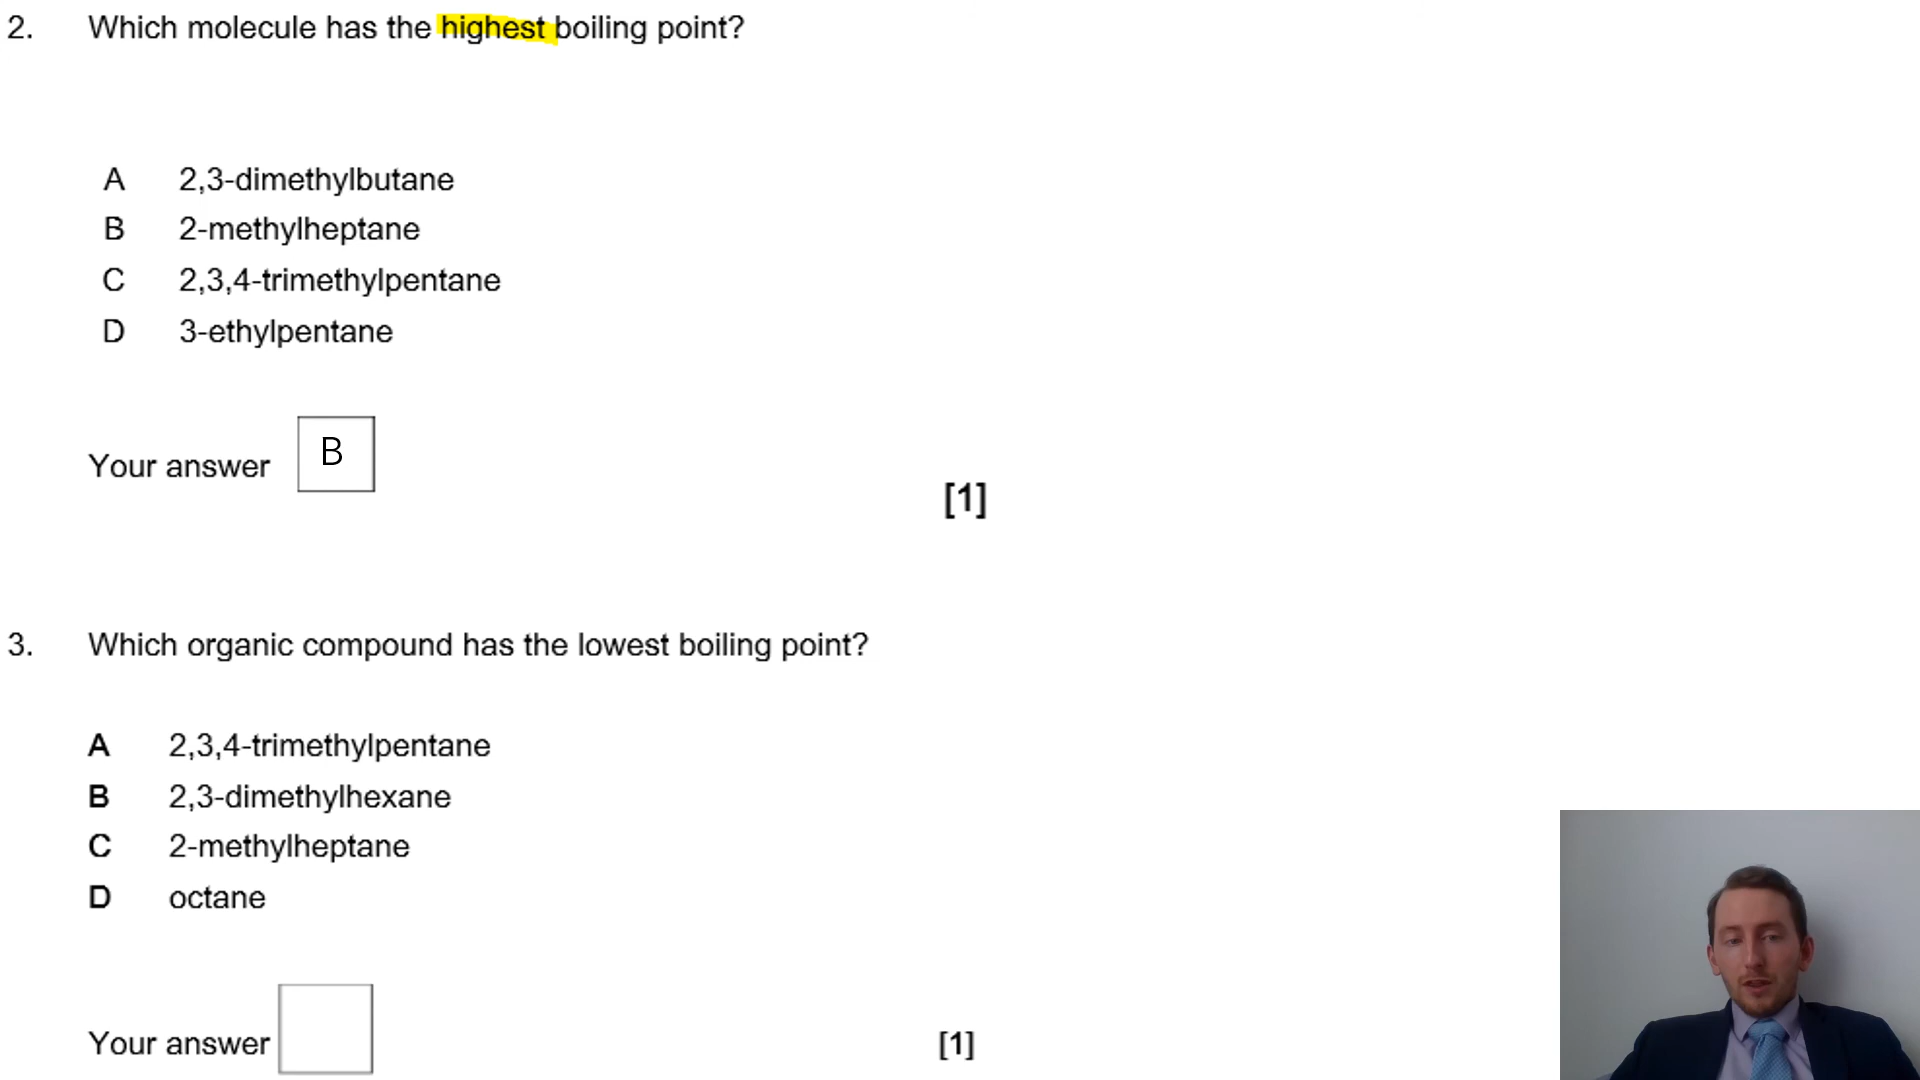 2. Which molecule has the highest boiling point?
A 2,3-dimethylbutane
B 2-methylheptane
C 2,3,4-trimethylpentane
D 3-ethylpentane
Your answer B
[1]
3. Which organic compound has the lowest boiling point?
A 2,3,4-trimethylpentane
B 2,3-dimethylhexane
C 2-methylheptane
D octane
Your answer
[1]